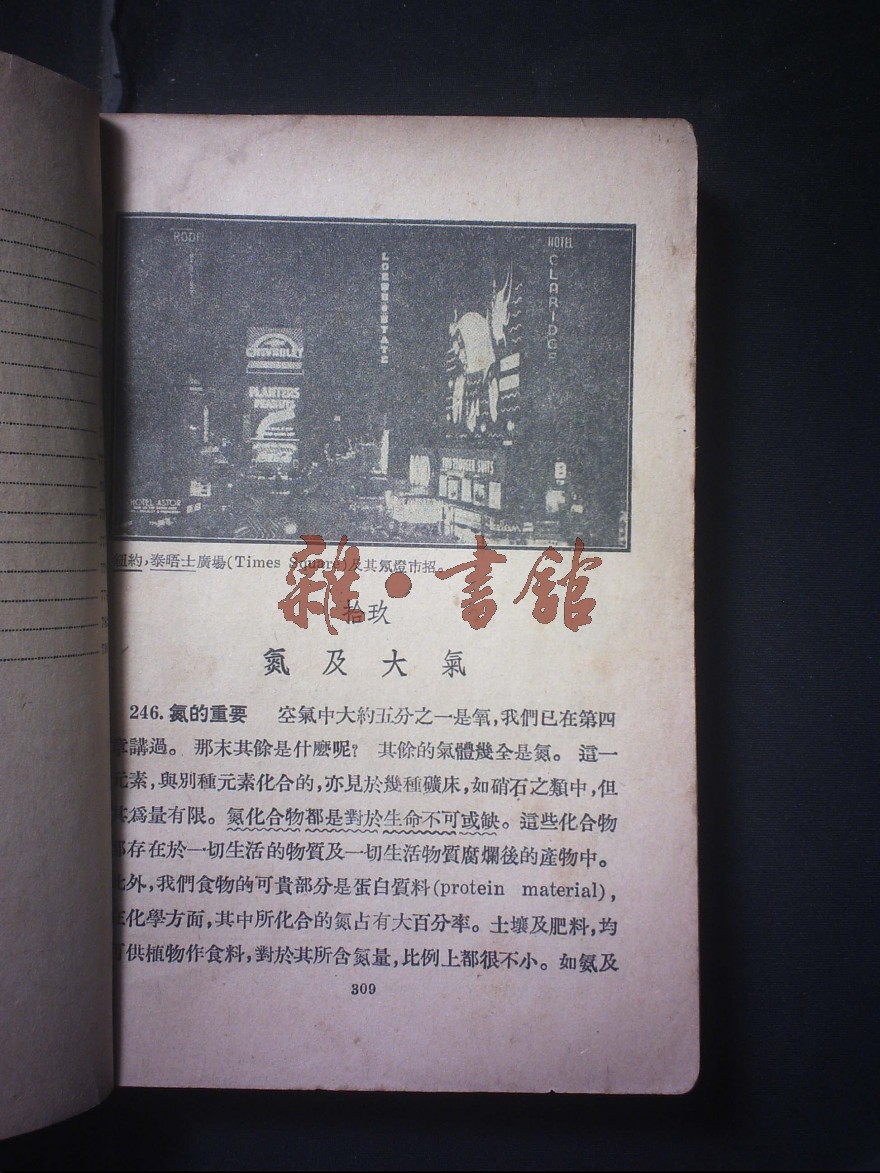 ROOF
HOTEL
CLARIDGE
LOEWS STATE
CHEVROLET
PLANTERS
PEANUTS
TWO TROUSER SUITS
B
HOTEL ASTOR
紐約,泰晤士廣場(Times Square)及其氖燈市招。
雜·書館
拾玖
氮及大氣
246. 氮的重要 空氣中大約五分之一是氧,我們已在第四
章講過。 那末其餘是什麼呢? 其餘的氣體幾全是氮。 這一
元素,與別種元素化合的,亦見於幾種礦床,如硝石之類中,但
其爲量有限。氮化合物都是對於生命不可或缺。這些化合物
都存在於一切生活的物質及一切生活物質腐爛後的產物中。
此外,我們食物的可貴部分是蛋白質料(protein material),
在化學方面,其中所化合的氮占有大百分率。土壤及肥料,均
可供植物作食料,對於其所含氮量,比例上都很不小。如氨及
309